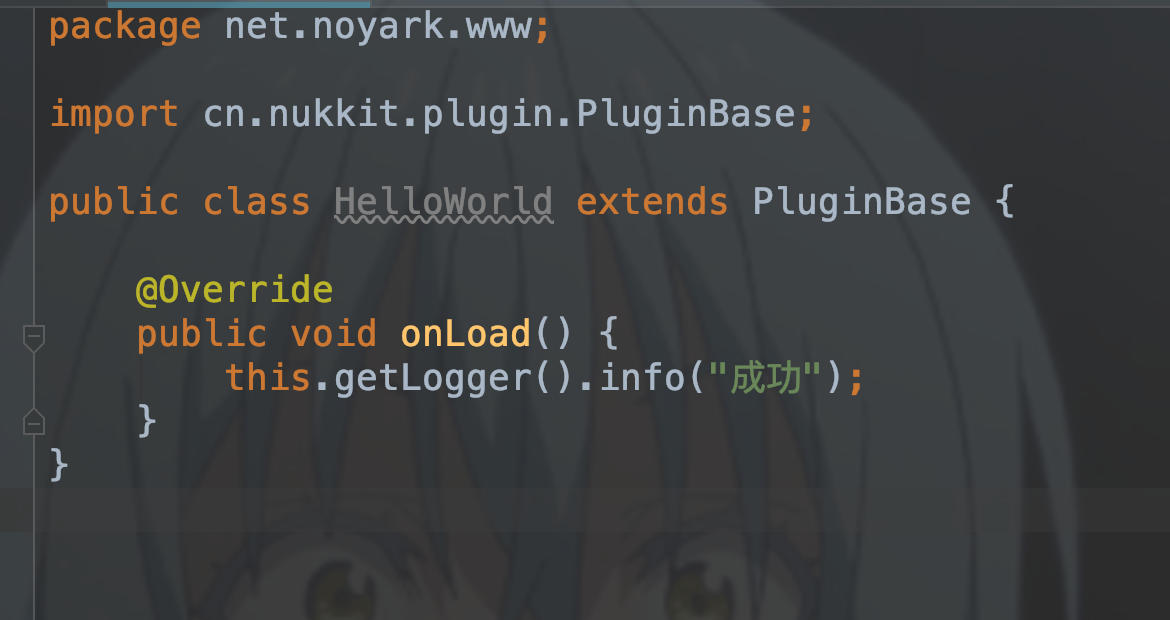 package net.noyark.www;
import cn.nukkit.plugin.PluginBase;
public class HelloWorld extends PluginBase {
@Override
public void onLoad() {
this.getLogger().info("成功");
}
}